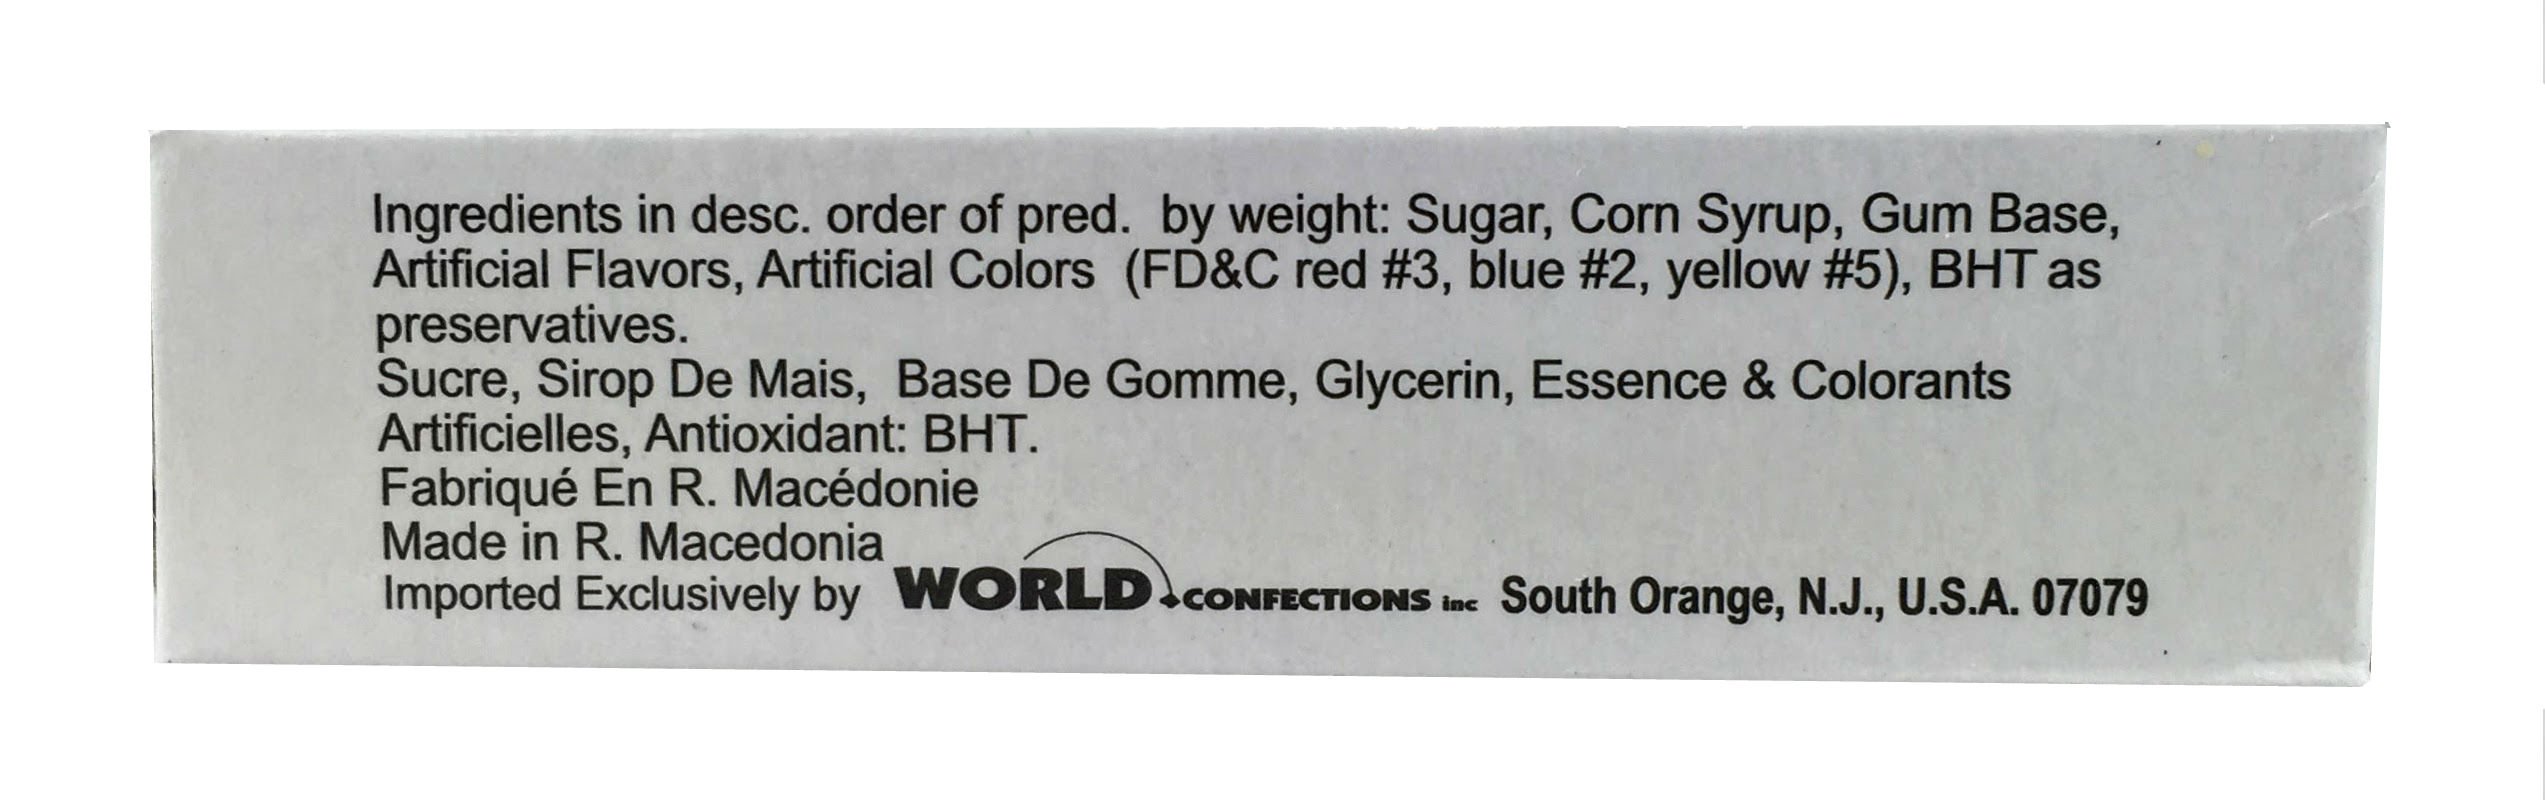 Ingredients in desc. order of pred. by weight: Sugar, Corn Syrup, Gum Base,
Artificial Flavors, Artificial Colors (FD&C red #3, blue #2, yellow #5), BHT as
preservatives.
Sucre, Sirop De Mais, Base De Gomme, Glycerin, Essence & Colorants
Artificielles, Antioxidant: BHT.
Fabriqué En R. Macédonie
Made in R. Macedonia
Imported Exclusively by WORLD CONFECTIONS inc South Orange, N.J., U.S.A. 07079